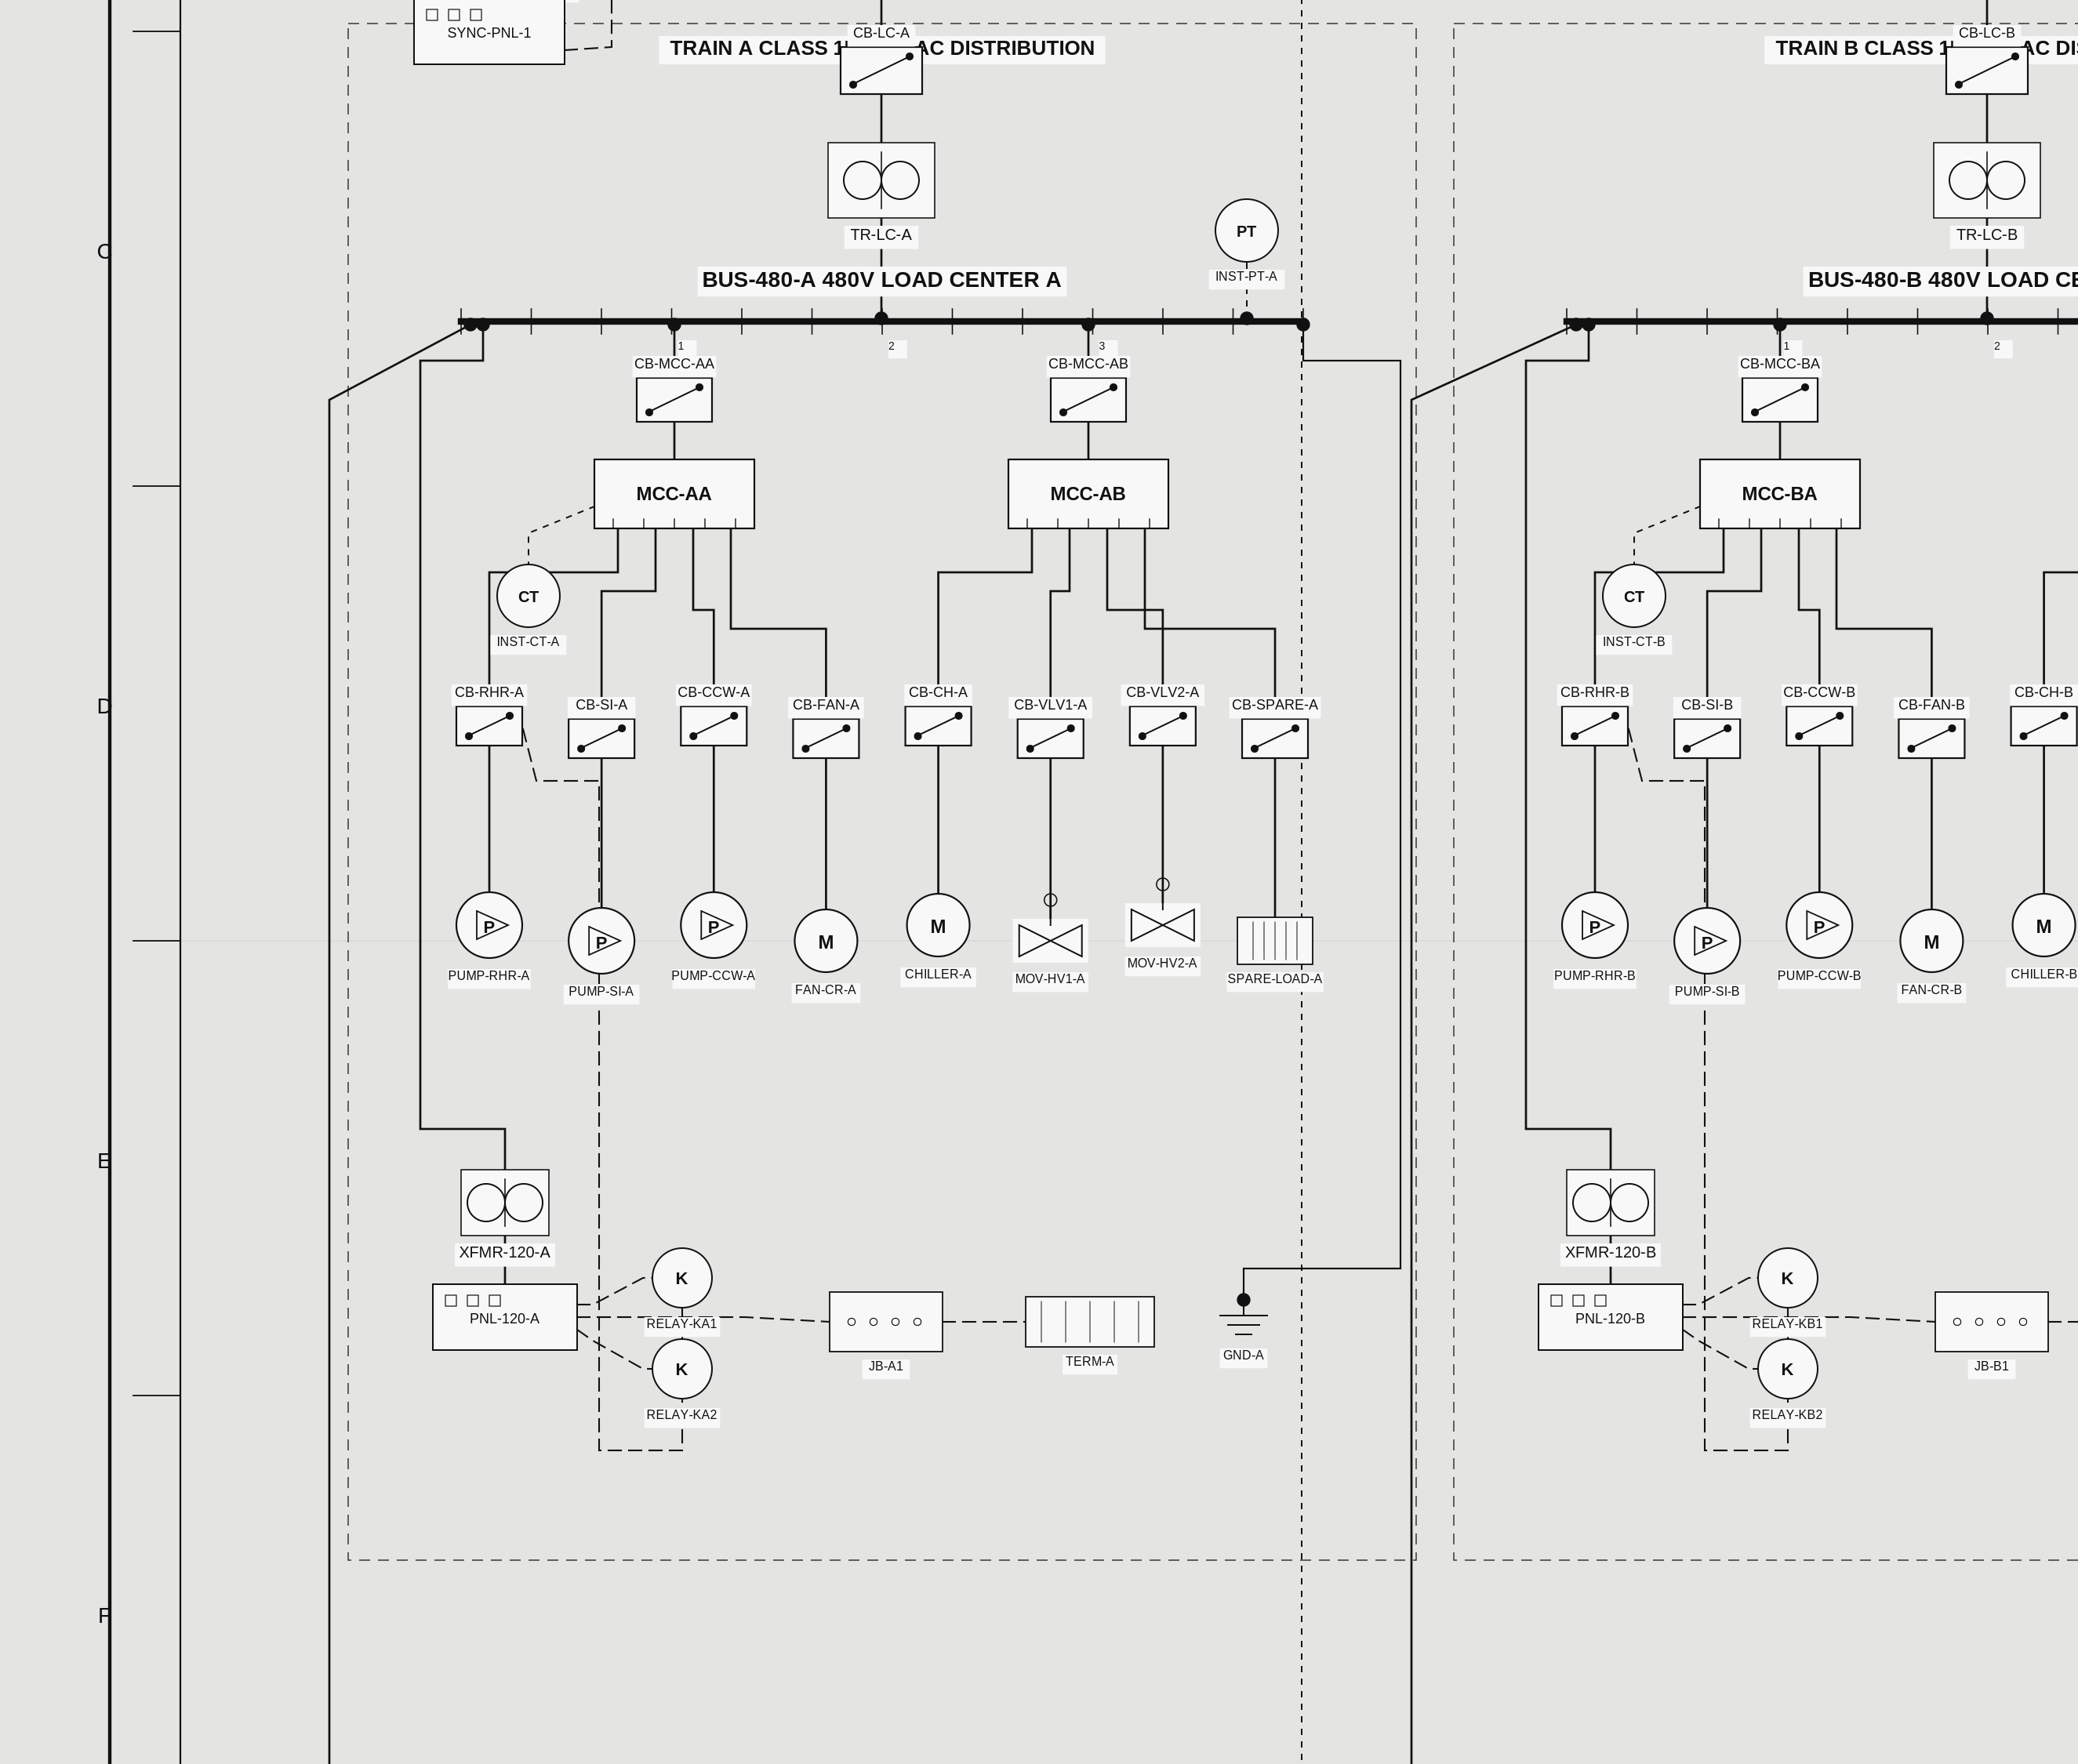 SYNC-PNL-1
CB-LC-A
CB-LC-B
TRAIN A CLASS 1 AC DISTRIBUTION
TRAIN B CLASS 1 AC
TR-LC-A
PT
TR-LC-B
C
INST-PT-A
BUS-480-A 480V LOAD CENTER A
BUS-480-B 480V LOAD
1
2
3
1
2
CB-MCC-AA
CB-MCC-AB
CB-MCC-BA
MCC-AA
MCC-AB
MCC-BA
CT
CT
INST-CT-A
INST-CT-B
D
CB-RHR-A
CB-SI-A
CB-CCW-A
CB-FAN-A
CB-CH-A
CB-VLV1-A
CB-VLV2-A
CB-SPARE-A
CB-RHR-B
CB-SI-B
CB-CCW-B
CB-FAN-B
CB-CH-B
P
P
P
M
M
P
P
P
M
M
PUMP-RHR-A
PUMP-SI-A
PUMP-CCW-A
FAN-CR-A
CHILLER-A
MOV-HV1-A
MOV-HV2-A
SPARE-LOAD-A
PUMP-RHR-B
PUMP-SI-B
PUMP-CCW-B
FAN-CR-B
CHILLER-B
E
XFMR-120-A
XFMR-120-B
K
K
PNL-120-A
RELAY-KA1
PNL-120-B
RELAY-KB1
K
JB-A1
TERM-A
GND-A
K
JB-B1
RELAY-KA2
RELAY-KB2
F